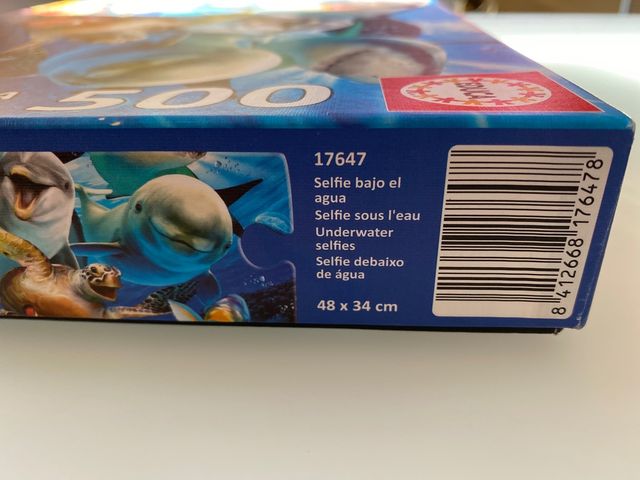 500
EDUCA
17647
Selfie bajo el
agua
Selfie sous l'eau
Underwater
selfies
Selfie debaixo
de água
48 x 34 cm
8 412668 176478